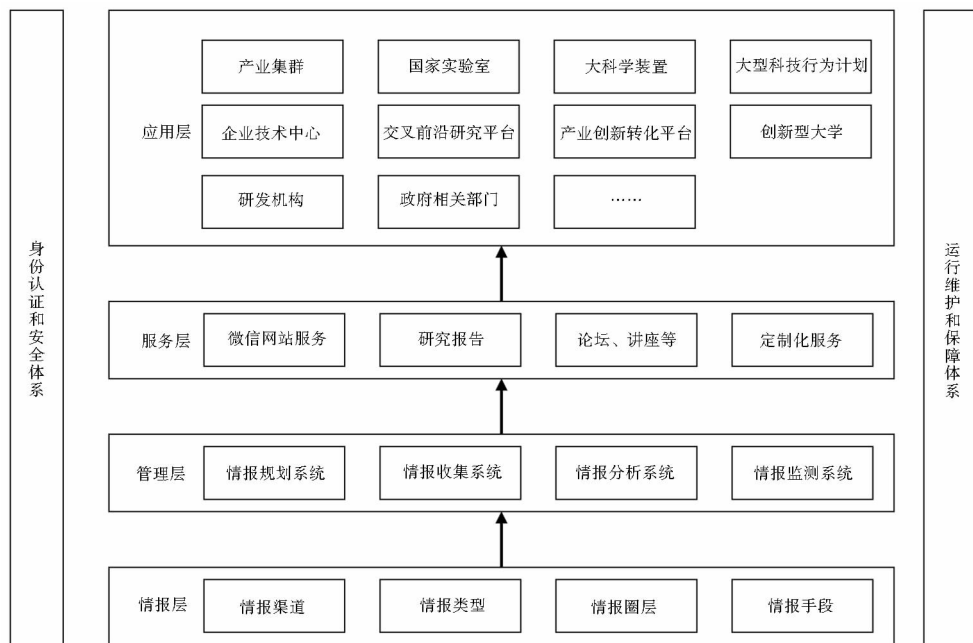 身份认证和安全体系
应用层
产业集群
国家实验室
大科学装置
大型科技行为计划
企业技术中心
交叉前沿研究平台
产业创新转化平台
创新型大学
研发机构
政府相关部门
……
服务层
微信网站服务
研究报告
论坛、讲座等
定制化服务
管理层
情报规划系统
情报收集系统
情报分析系统
情报监测系统
情报层
情报渠道
情报类型
情报圈层
情报手段
运行维护和保障体系